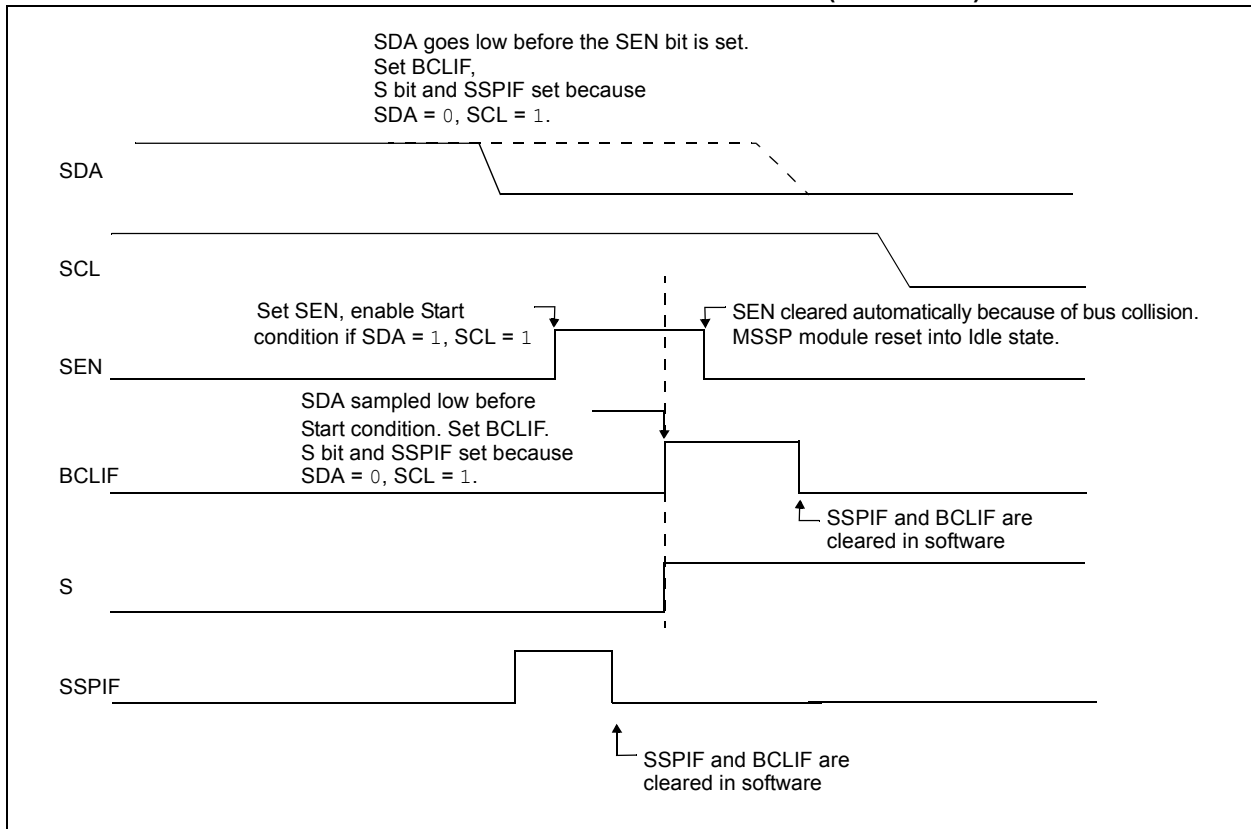 SDA goes low before the SEN bit is set.
Set BCLIF,
S bit and SSPIF set because
SDA = 0, SCL = 1.
SDA
SCL
Set SEN, enable Start
condition if SDA = 1, SCL = 1
SEN cleared automatically because of bus collision.
MSSP module reset into Idle state.
SEN
SDA sampled low before
Start condition. Set BCLIF.
S bit and SSPIF set because
SDA = 0, SCL = 1.
BCLIF
SSPIF and BCLIF are
cleared in software
S
SSPIF
SSPIF and BCLIF are
cleared in software